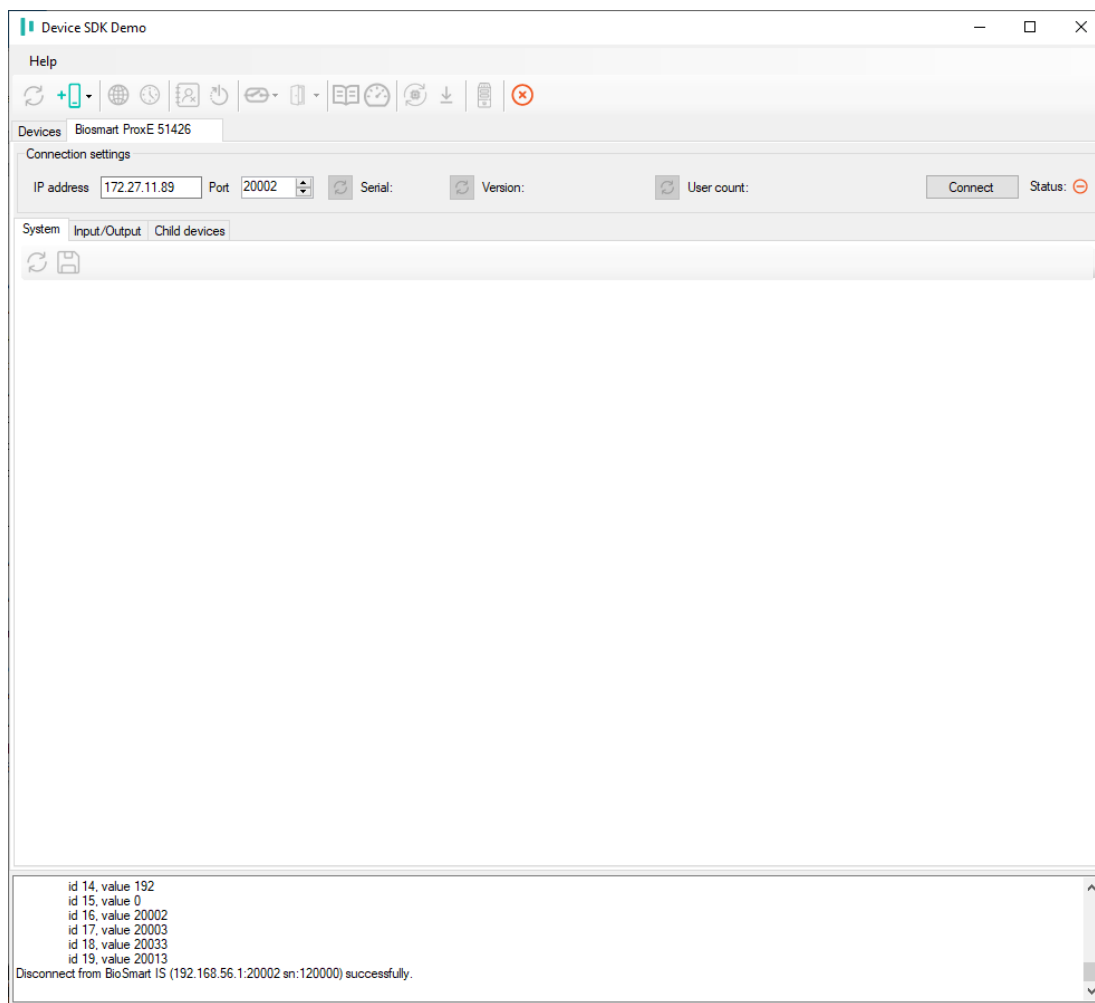 Device SDK Demo
Help
Devices Biosmart ProxE 51426
Connection settings
IP address 172.27.11.89 Port 20002 Serial: Version: User count: Connect Status:
System Input/Output Child devices
id 14, value 192
id 15, value 0
id 16, value 20002
id 17, value 20003
id 18, value 20033
id 19, value 20013
Disconnect from BioSmart IS (192.168.56.1:20002 sn:120000) successfully.